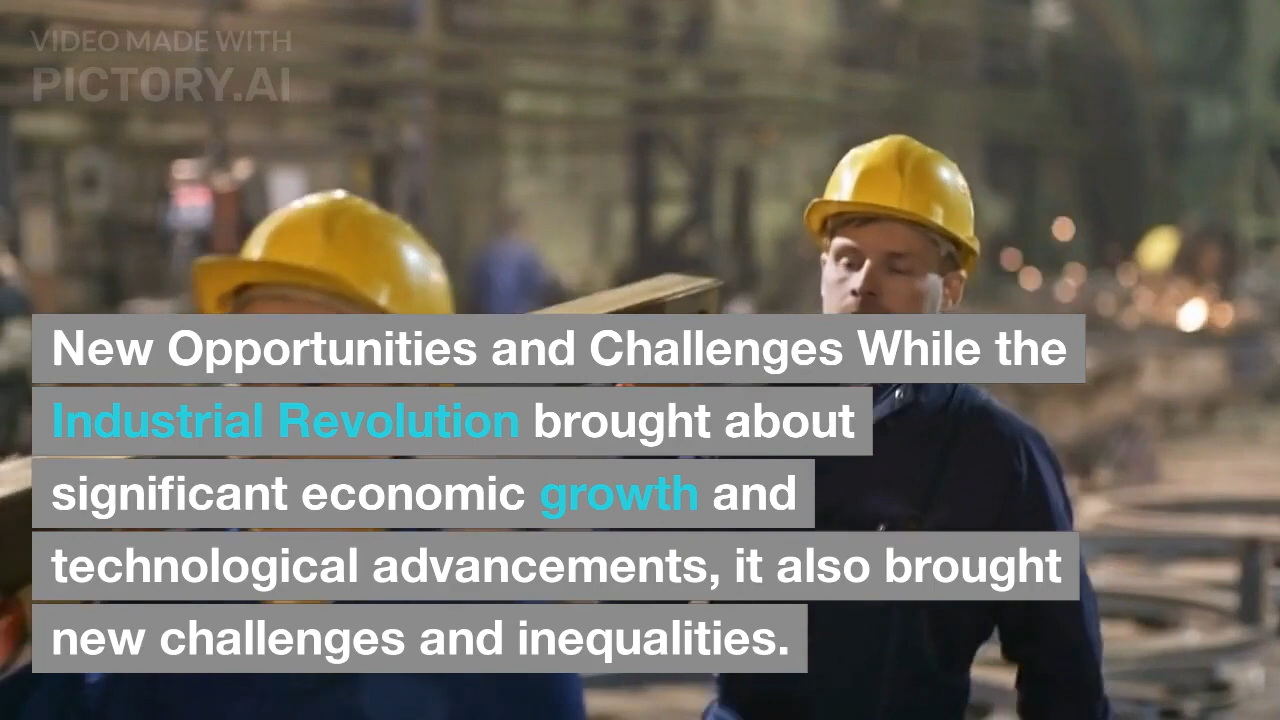 VIDEO MADE WITH
PICTORY.AI
New Opportunities and Challenges While the
Industrial Revolution brought about
significant economic growth and
technological advancements, it also brought
new challenges and inequalities.